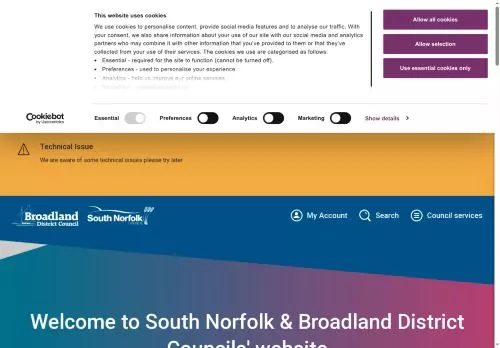 This website uses cookies
We use cookies to personalise content, provide social media features and to analyse our traffic. With
your consent, we also share information about your use of our site with our social media and analytics
partners who may combine it with other information that you've provided to them or that they've
collected from your use of their services. The cookies we use are categorised as follows:
• Essential - required for the site to function (cannot be turned off).
• Preferences - used to personalise your experience
• Analytics - help us improve our online services
Allow all cookies
Allow selection
Use essential cookies only
Cookiebot
by Usercentrics
Essential
Preferences
Analytics
Marketing
Show details
Technical Issue
We are aware of some technical issues please try later
Broadland
District Council
South Norfolk
My Account
Search
Council services
Welcome to South Norfolk & Broadland District
Councils' website